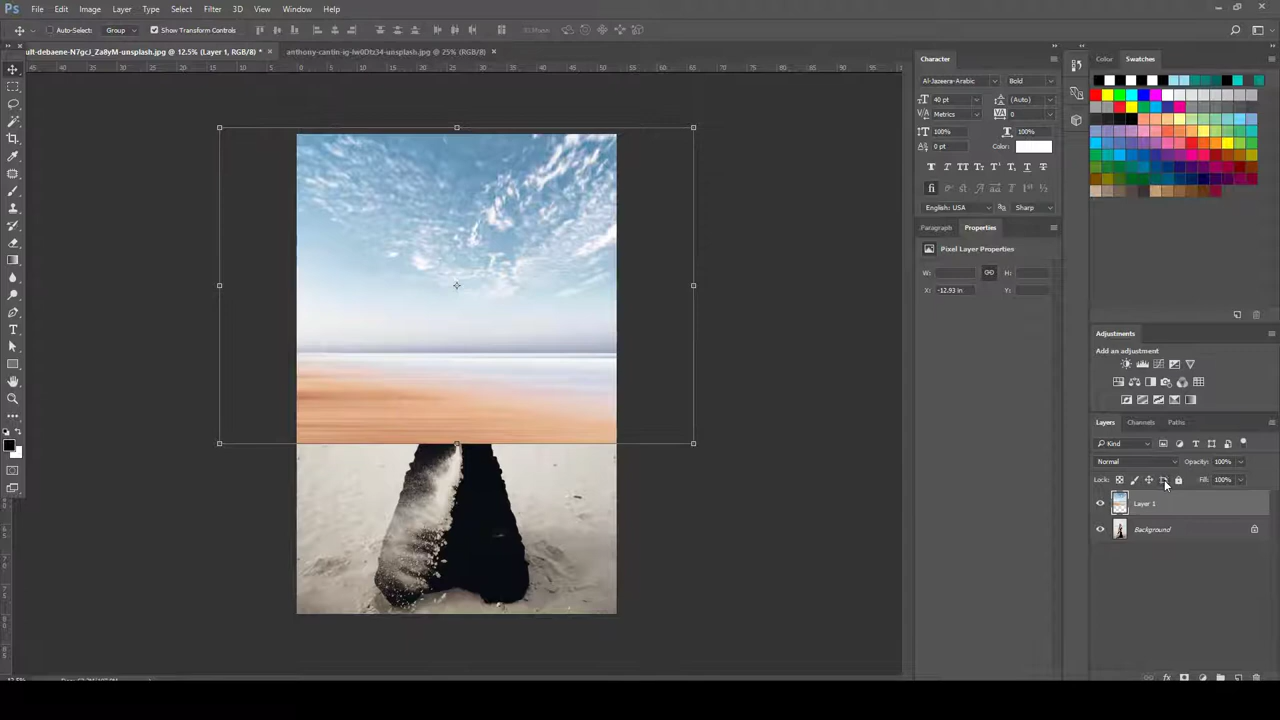 Ps File Edit Image Layer Type Select Filter 3D View Window Help
Auto-Select: Group Show Transform Controls 3D Mode:
ult-debaene-N7gcJ_Za8yM-unsplash.jpg @ 12.5% (Layer 1, RGB/8) * × anthony-cantin-ig-Iw0Dtz34-unsplash.jpg @ 25% (RGB/8) ×
Character
Al-Jazeera-Arabic Bold
40 pt (Auto)
Metrics 0
100% 100%
0 pt Color:
English: USA Sharp
Paragraph Properties
Pixel Layer Properties
W: H:
X: -12.93 in Y:
Color Swatches
Adjustments
Add an adjustment
Layers Channels Paths
Kind
Normal Opacity: 100%
Lock: Fill: 100%
Layer 1
Background